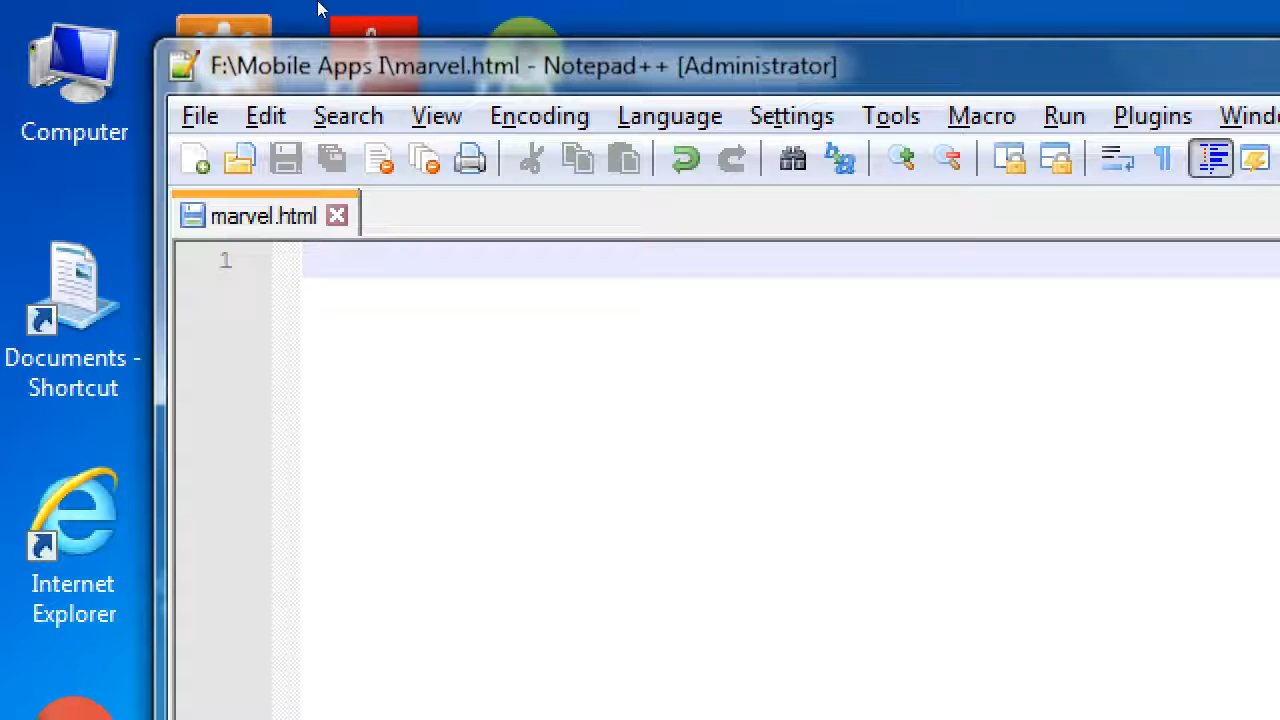 Computer
Documents -
Shortcut
Internet
Explorer
F:\Mobile Apps I\marvel.html - Notepad++ [Administrator]
File Edit Search View Encoding Language Settings Tools Macro Run Plugins Windo
marvel.html
1